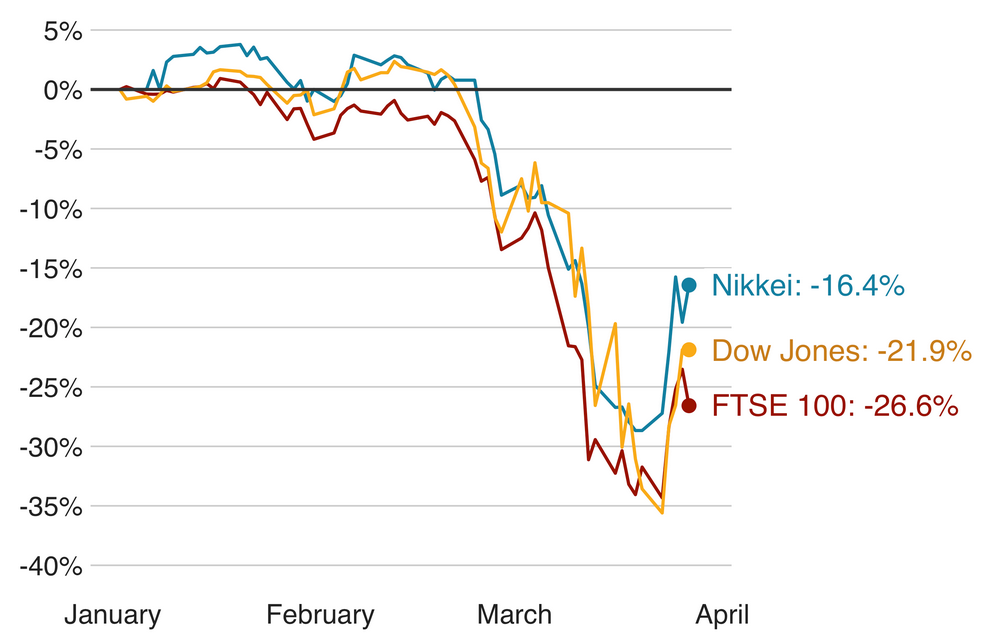 5%
0%
-5%
-10%
-15%
Nikkei: -16.4%
-20%
Dow Jones: -21.9%
-25%
FTSE 100: -26.6%
-30%
-35%
-40%
January February March April